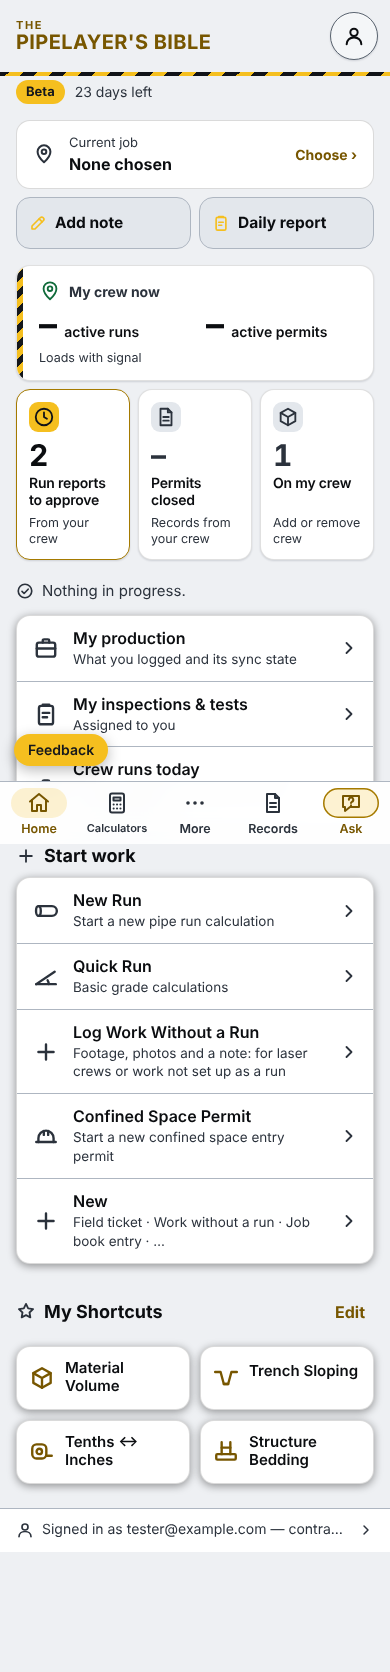 THE
PIPELAYER'S BIBLE
Beta 23 days left
Current job
None chosen
Choose ›
Add note
Daily report
My crew now
– active runs
– active permits
Loads with signal
2
Run reports
to approve
From your
crew
–
Permits
closed
Records from
your crew
1
On my crew
Add or remove
crew
Nothing in progress.
My production
What you logged and its sync state
My inspections & tests
Assigned to you
Feedback
Crew runs today
Home
Calculators
More
Records
Ask
Start work
New Run
Start a new pipe run calculation
Quick Run
Basic grade calculations
Log Work Without a Run
Footage, photos and a note: for laser
crews or work not set up as a run
Confined Space Permit
Start a new confined space entry
permit
New
Field ticket · Work without a run · Job
book entry · ...
My Shortcuts
Edit
Material
Volume
Trench Sloping
Tenths ↔
Inches
Structure
Bedding
Signed in as tester@example.com — contra...